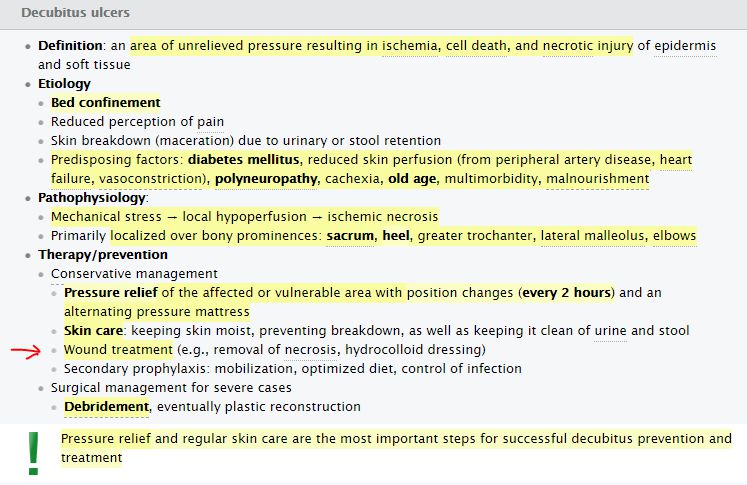 Decubitus ulcers
Definition: an area of unrelieved pressure resulting in ischemia, cell death, and necrotic injury of epidermis
and soft tissue
Etiology
Bed confinement
Reduced perception of pain
Skin breakdown (maceration) due to urinary or stool retention
Predisposing factors: diabetes mellitus, reduced skin perfusion (from peripheral artery disease, heart
failure, vasoconstriction), polyneuropathy, cachexia, old age, multimorbidity, malnourishment
Pathophysiology:
Mechanical stress → local hypoperfusion → ischemic necrosis
Primarily localized over bony prominences: sacrum, heel, greater trochanter, lateral malleolus, elbows
Therapy/prevention
Conservative management
Pressure relief of the affected or vulnerable area with position changes (every 2 hours) and an
alternating pressure mattress
Skin care: keeping skin moist, preventing breakdown, as well as keeping it clean of urine and stool
Wound treatment (e.g., removal of necrosis, hydrocolloid dressing)
Secondary prophylaxis: mobilization, optimized diet, control of infection
Surgical management for severe cases
Debridement, eventually plastic reconstruction
Pressure relief and regular skin care are the most important steps for successful decubitus prevention and
treatment